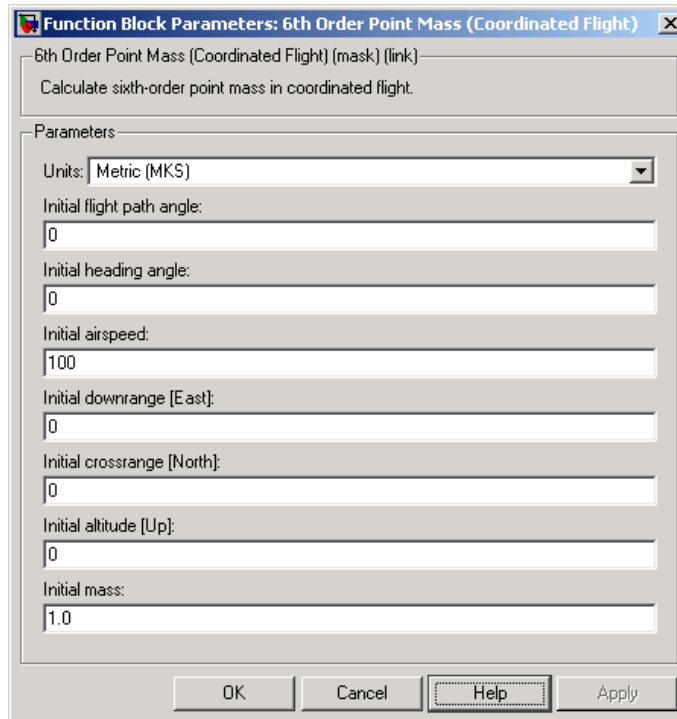 Function Block Parameters: 6th Order Point Mass (Coordinated Flight)
6th Order Point Mass (Coordinated Flight) (mask) (link)
Calculate sixth-order point mass in coordinated flight.
Parameters
Units: Metric (MKS)
Initial flight path angle:
0
Initial heading angle:
0
Initial airspeed:
100
Initial downrange [East]:
0
Initial crossrange [North]:
0
Initial altitude [Up]:
0
Initial mass:
1.0
OK Cancel Help Apply